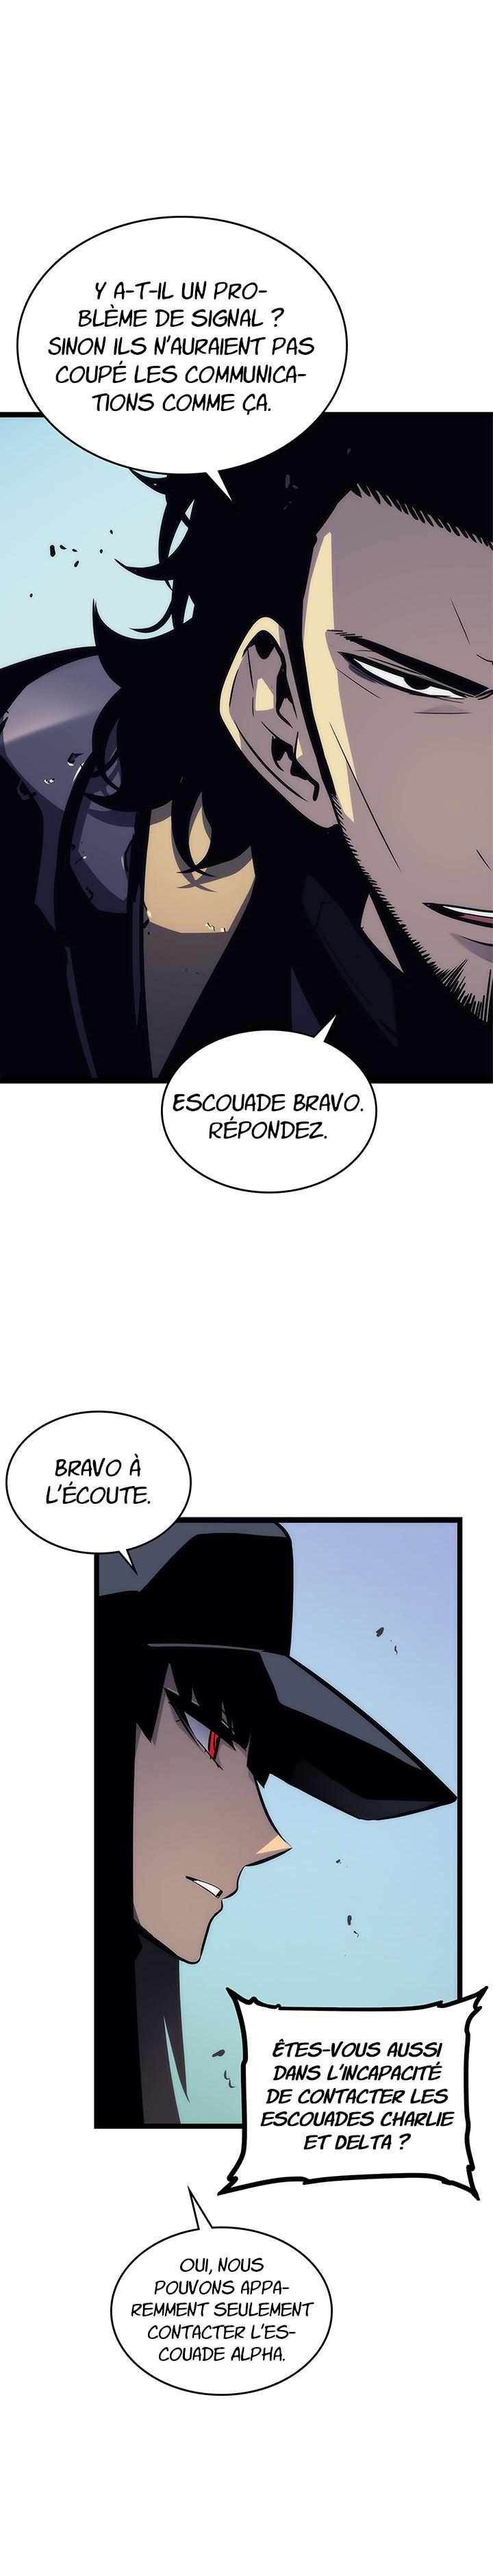 Y A-T-IL UN PRO-
BLÈME DE SIGNAL ?
SINON ILS N'AURAIENT PAS
COUPÉ LES COMMUNICA-
TIONS COMME ÇA.
ESCOUADE BRAVO.
RÉPONDEZ.
BRAVO À
L'ÉCOUTE.
ÊTES-VOUS AUSSI
DANS L'INCAPACITÉ
DE CONTACTER LES
ESCOUADES CHARLIE
ET DELTA ?
OUI, NOUS
POUVONS APPA-
REMMENT SEULEMENT
CONTACTER L'ES-
COUADE ALPHA.